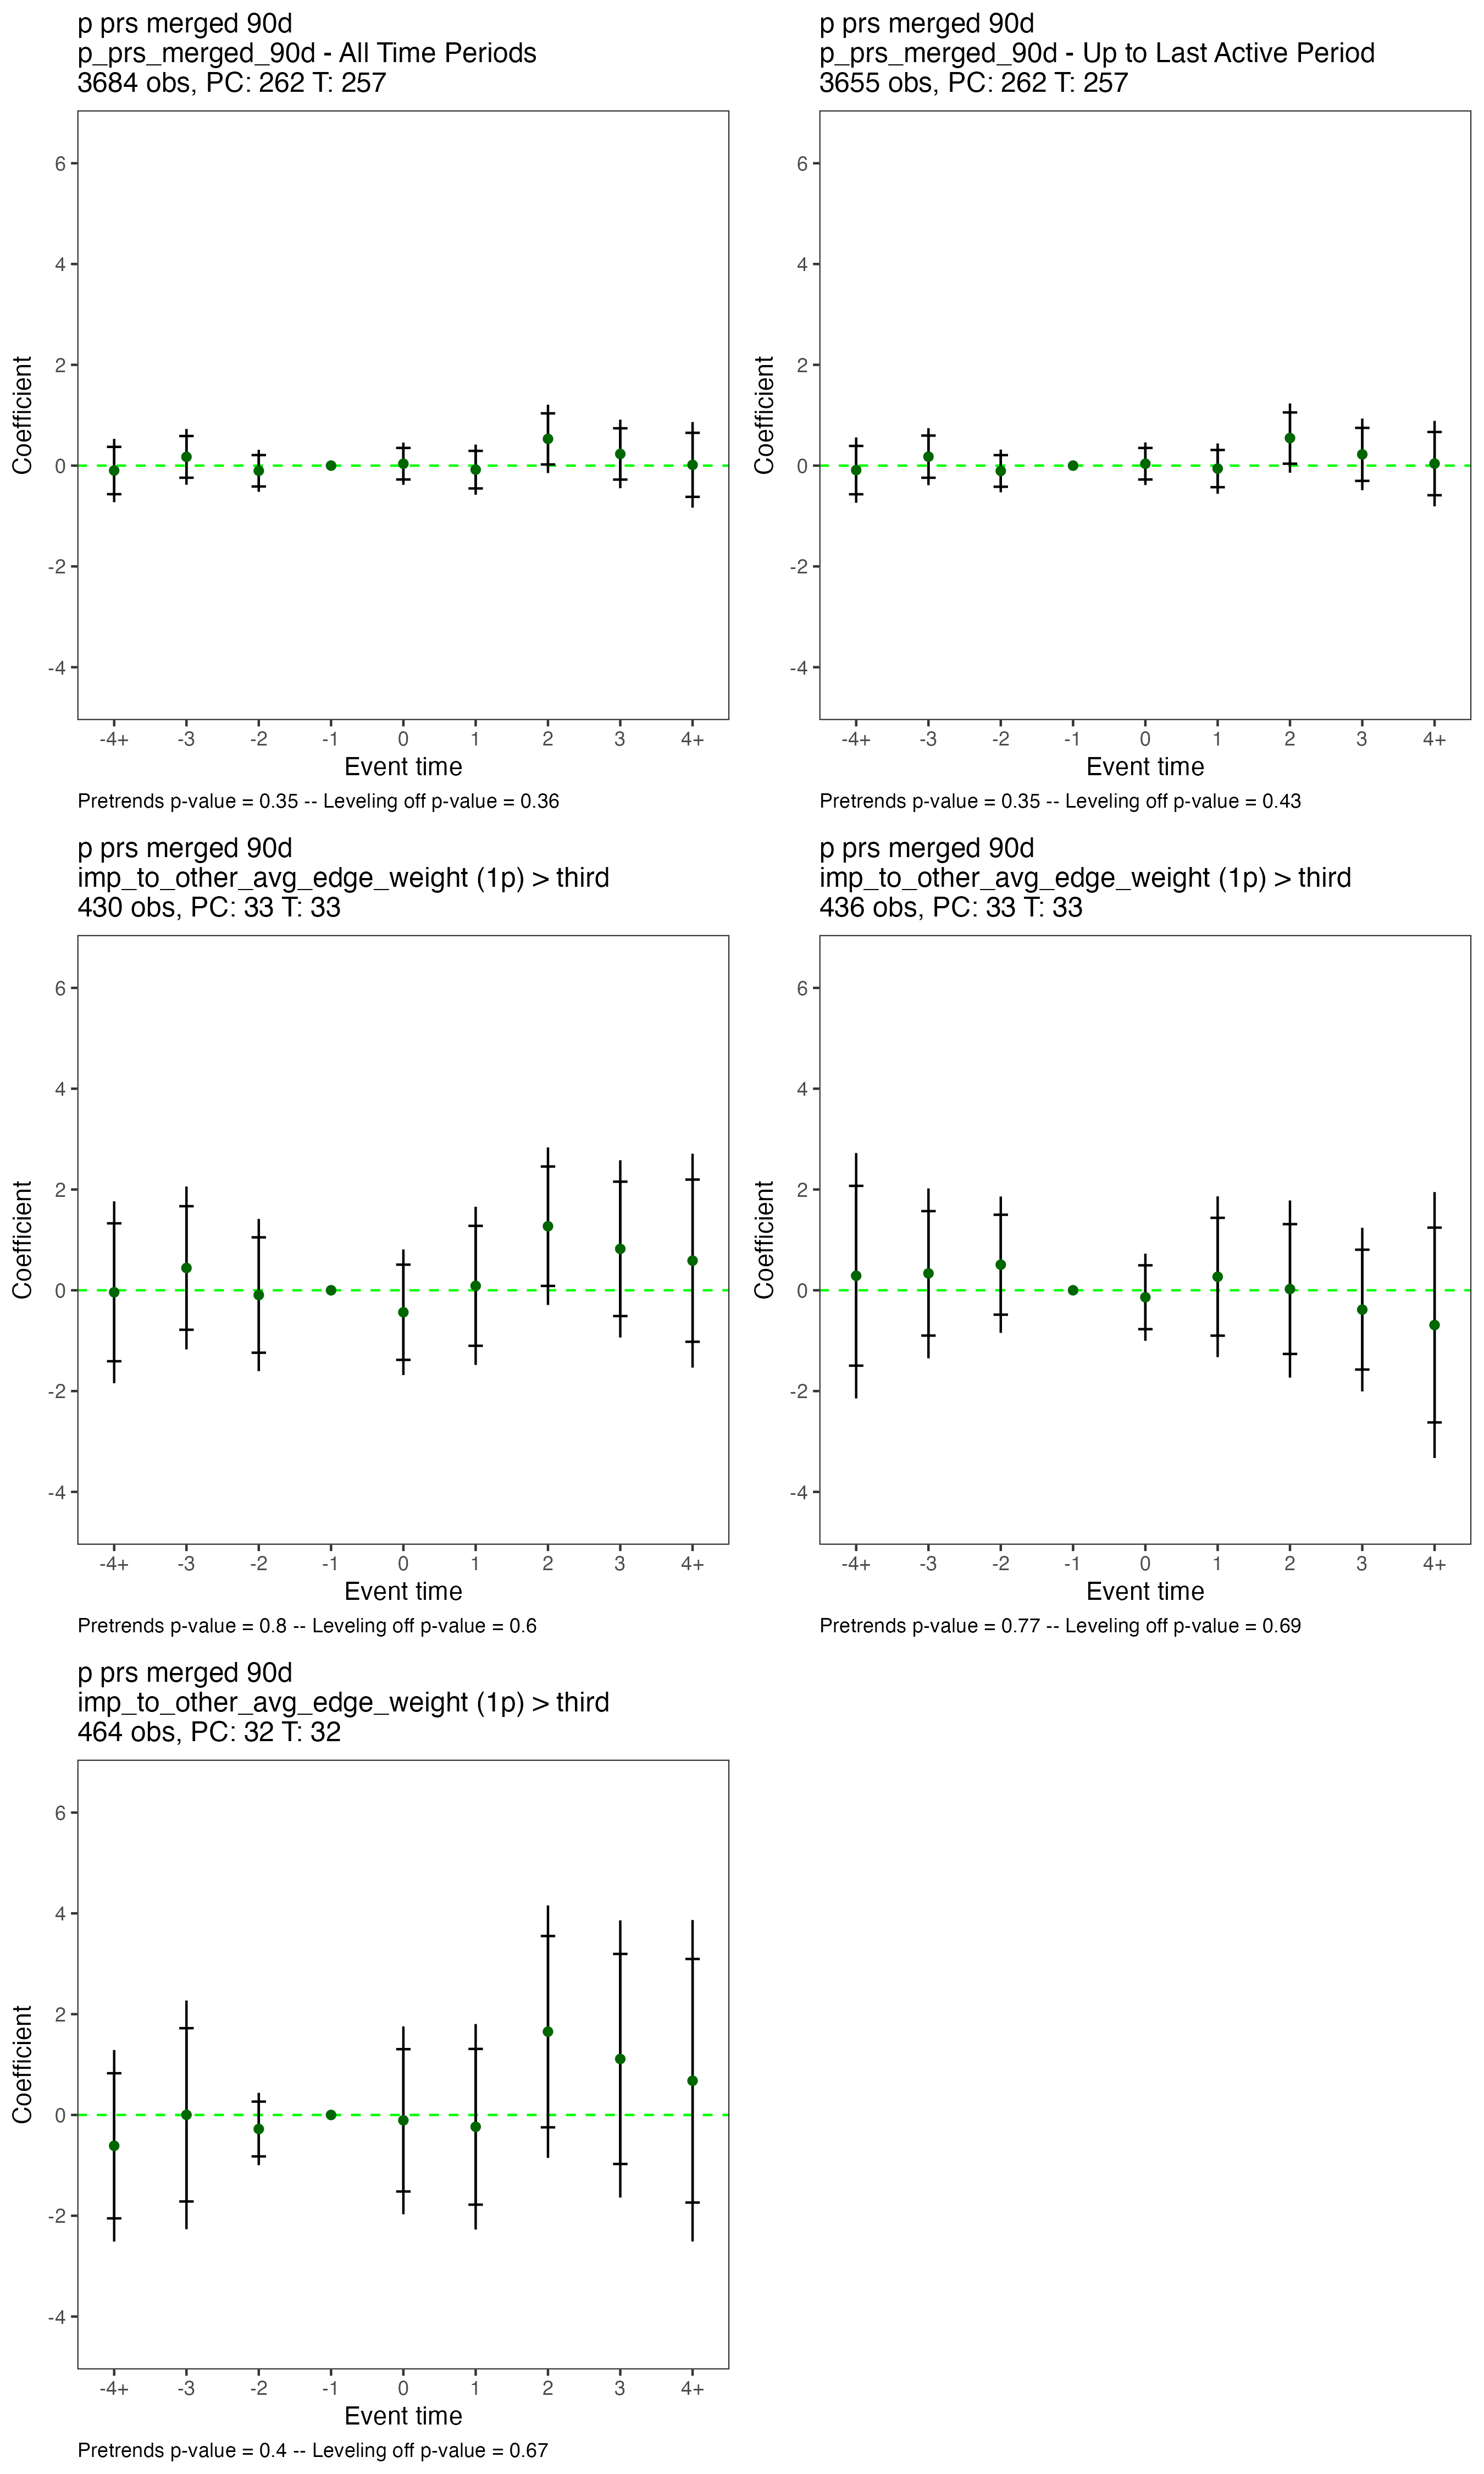 p prs merged 90d
p_prs_merged_90d - All Time Periods
3684 obs, PC: 262 T: 257
6
4
2
0
-2
-4
Coefficient
-4+ -3 -2 -1 0 1 2 3 4+
Event time
Pretrends p-value = 0.35 -- Leveling off p-value = 0.36
p prs merged 90d
p_prs_merged_90d - Up to Last Active Period
3655 obs, PC: 262 T: 257
6
4
2
0
-2
-4
Coefficient
-4+ -3 -2 -1 0 1 2 3 4+
Event time
Pretrends p-value = 0.35 -- Leveling off p-value = 0.43
p prs merged 90d
imp_to_other_avg_edge_weight (1p) > third
430 obs, PC: 33 T: 33
6
4
2
0
-2
-4
Coefficient
-4+ -3 -2 -1 0 1 2 3 4+
Event time
Pretrends p-value = 0.8 -- Leveling off p-value = 0.6
p prs merged 90d
imp_to_other_avg_edge_weight (1p) > third
436 obs, PC: 33 T: 33
6
4
2
0
-2
-4
Coefficient
-4+ -3 -2 -1 0 1 2 3 4+
Event time
Pretrends p-value = 0.77 -- Leveling off p-value = 0.69
p prs merged 90d
imp_to_other_avg_edge_weight (1p) > third
464 obs, PC: 32 T: 32
6
4
2
0
-2
-4
Coefficient
-4+ -3 -2 -1 0 1 2 3 4+
Event time
Pretrends p-value = 0.4 -- Leveling off p-value = 0.67